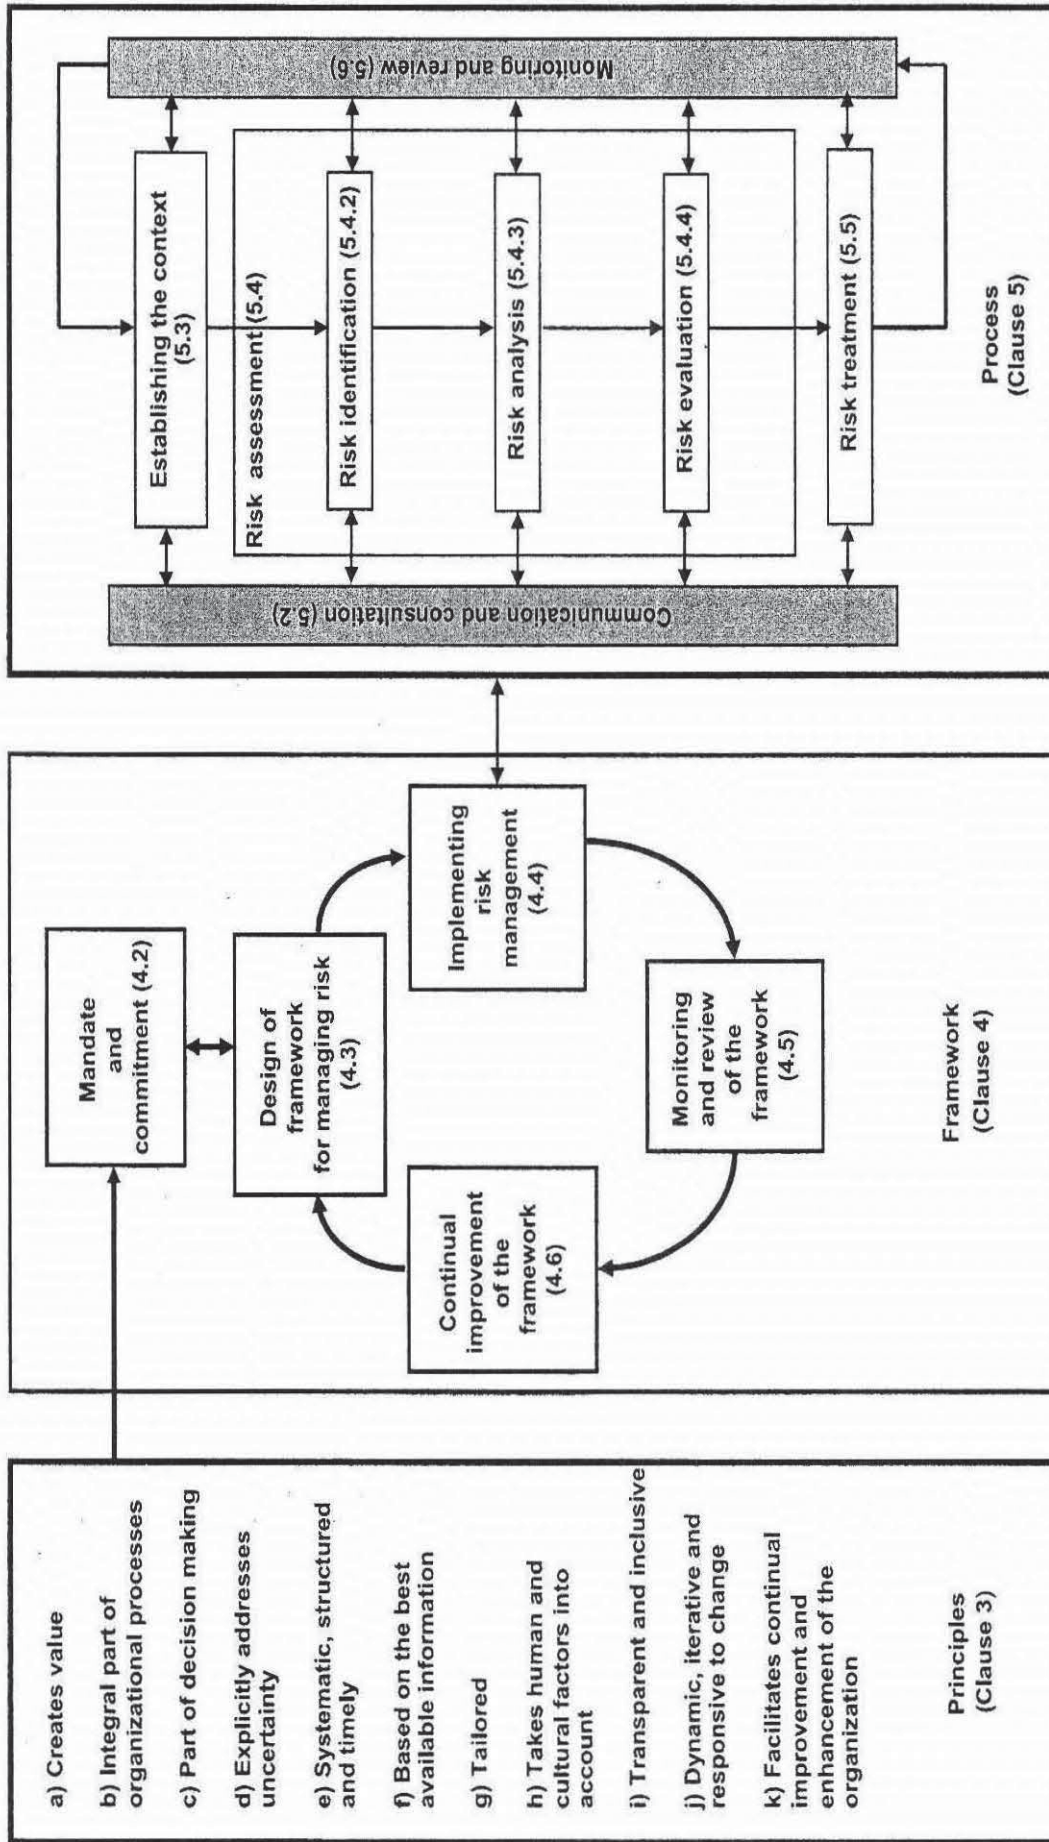 a) Creates value
b) Integral part of
organizational processes
c) Part of decision making
d) Explicitly addresses
uncertainty
e) Systematic, structured
and timely
f) Based on the best
available information
g) Tailored
h) Takes human and
cultural factors into
account
i) Transparent and inclusive
j) Dynamic, iterative and
responsive to change
k) Facilitates continual
improvement and
enhancement of the
organization
Principles
(Clause 3)
Mandate
and
commitment (4.2)
Design of
framework
for managing risk
(4.3)
Implementing
risk
management
(4.4)
Monitoring
and review
of the
framework
(4.5)
Continual
improvement
of the
framework
(4.6)
Framework
(Clause 4)
Communication and consultation (5.2)
Establishing the context
(5.3)
Risk assessment (5.4)
Risk identification (5.4.2)
Risk analysis (5.4.3)
Risk evaluation (5.4.4)
Risk treatment (5.5)
Monitoring and review (5.6)
Process
(Clause 5)